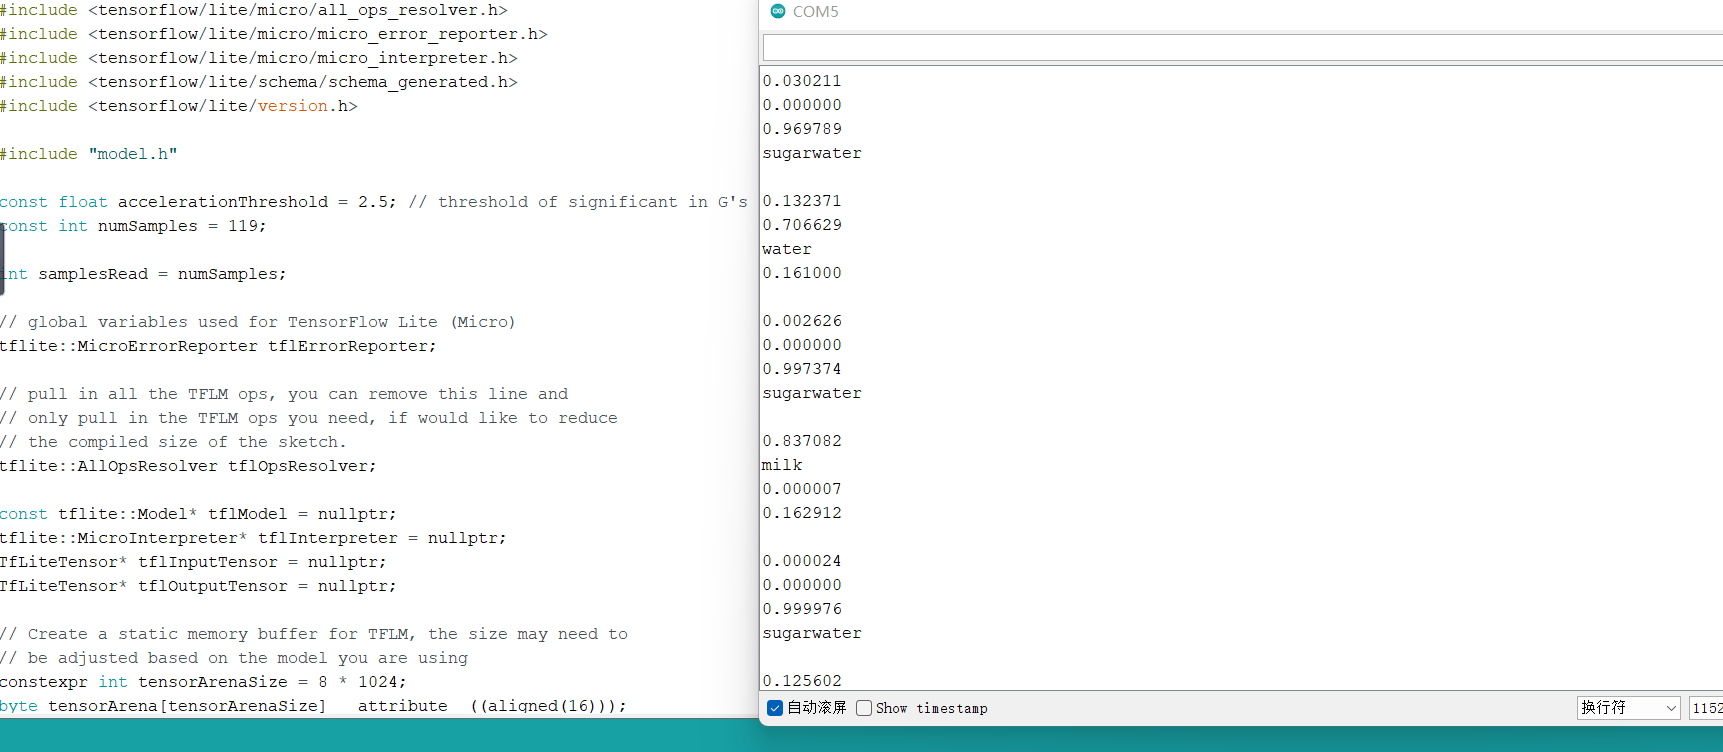 #include <tensorflow/lite/micro/all_ops_resolver.h>
#include <tensorflow/lite/micro/micro_error_reporter.h>
#include <tensorflow/lite/micro/micro_interpreter.h>
#include <tensorflow/lite/schema/schema_generated.h>
#include <tensorflow/lite/version.h>
#include "model.h"
const float accelerationThreshold = 2.5; // threshold of significant in G's
const int numSamples = 119;
int samplesRead = numSamples;
// global variables used for TensorFlow Lite (Micro)
tflite::MicroErrorReporter tflErrorReporter;
// pull in all the TFLM ops, you can remove this line and
// only pull in the TFLM ops you need, if would like to reduce
// the compiled size of the sketch.
tflite::AllOpsResolver tflOpsResolver;
const tflite::Model* tflModel = nullptr;
tflite::MicroInterpreter* tflInterpreter = nullptr;
TfLiteTensor* tflInputTensor = nullptr;
TfLiteTensor* tflOutputTensor = nullptr;
// Create a static memory buffer for TFLM, the size may need to
// be adjusted based on the model you are using
constexpr int tensorArenaSize = 8 * 1024;
byte tensorArena[tensorArenaSize] __attribute__((aligned(16)));
COM5
0.030211
0.000000
0.969789
sugarwater
0.132371
0.706629
water
0.161000
0.002626
0.000000
0.997374
sugarwater
0.837082
milk
0.000007
0.162912
0.000024
0.000000
0.999976
sugarwater
0.125602
自动滚屏 Show timestamp 换行符 1152